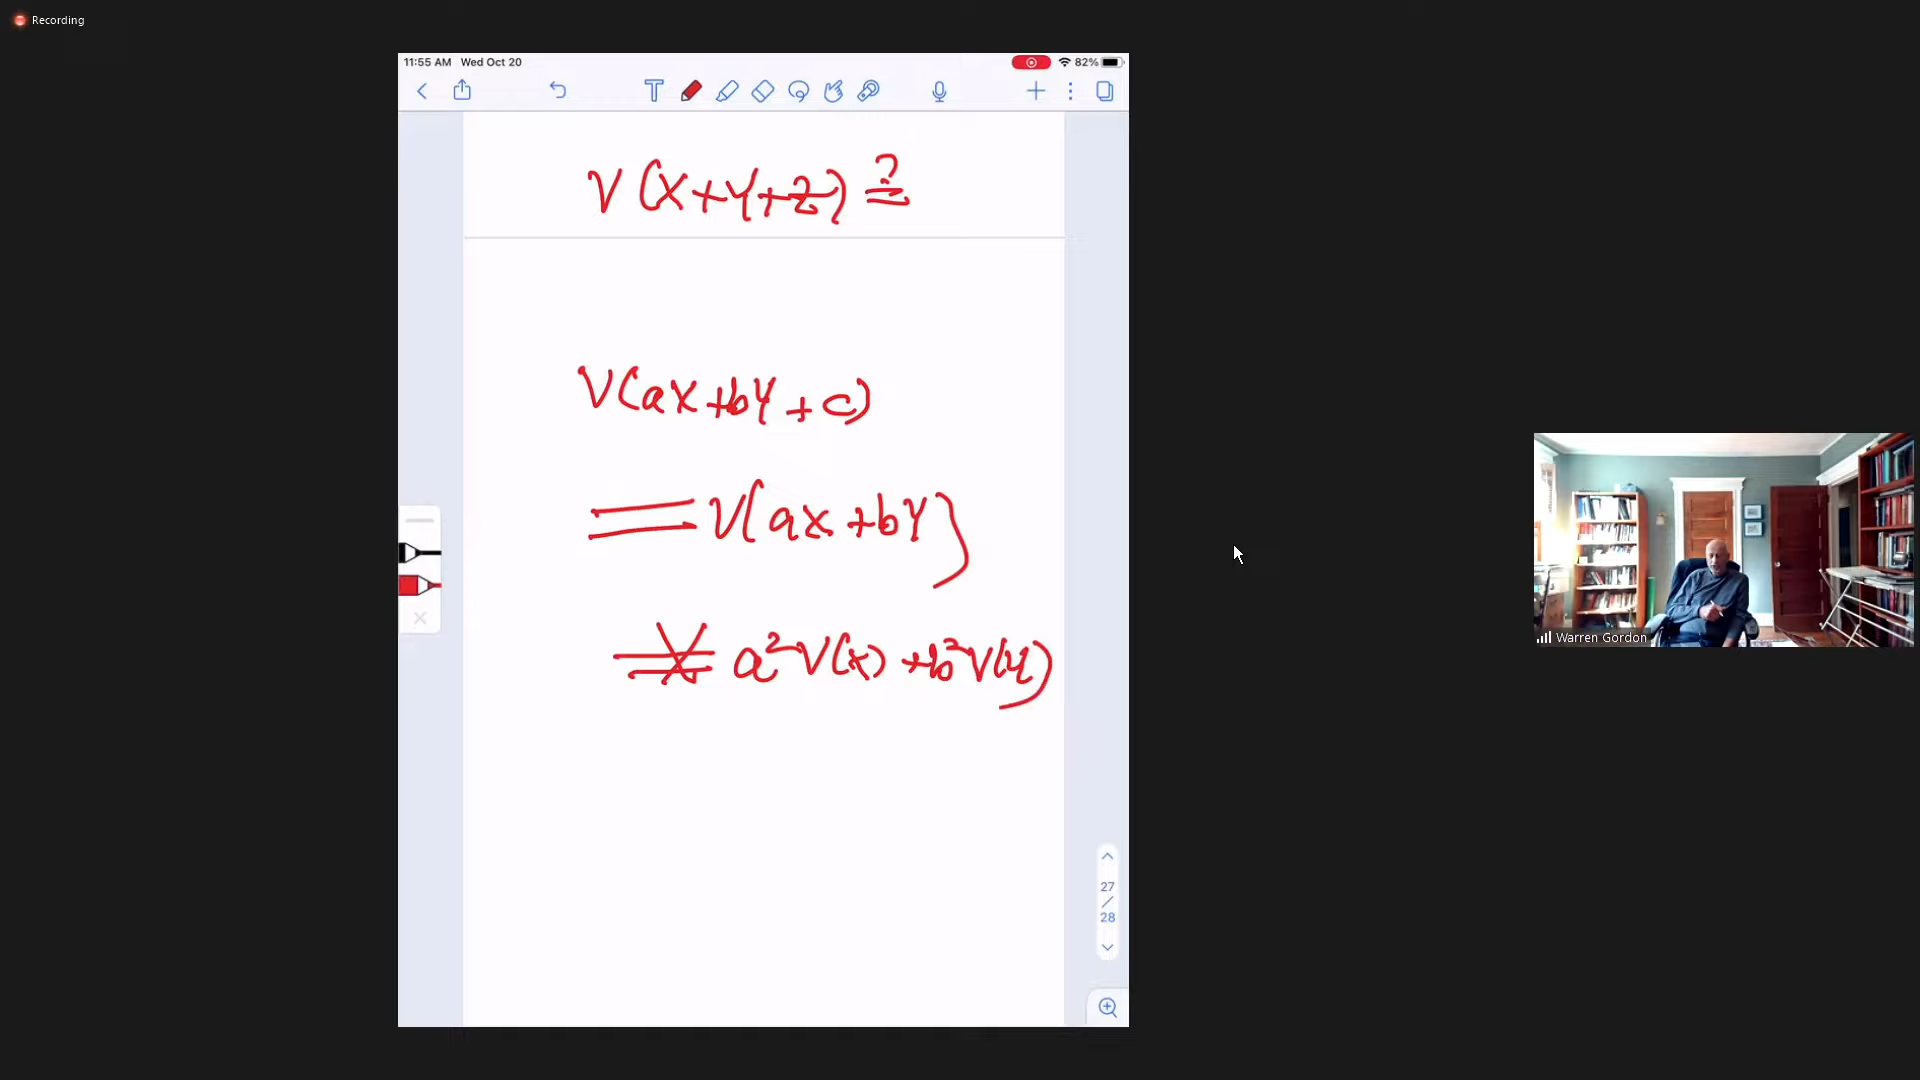 Recording
11:55 AM Wed Oct 20
82%
V(X+Y+Z) ≟
V(aX+bY+c)
= V(aX+bY)
≠ a²V(X)+b²V(Y)
27
/
28
Warren Gordon